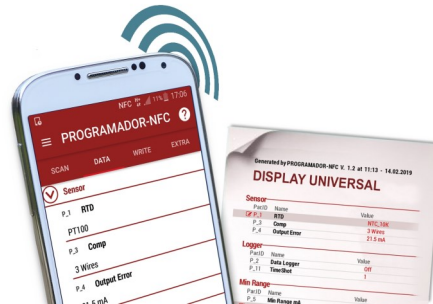 NFC 11% 17:06
PROGRAMADOR-NFC ?
SCAN DATA WRITE EXTRA
Sensor
P_1 RTD
PT100
P_3 Comp
3 Wires
P_4 Output Error
21.5 mA
Generated by PROGRAMADOR-NFC V. 1.2 at 11:13 - 14.02.2019
DISPLAY UNIVERSAL
Sensor
ParID Name Value
P_1 RTD NTC_10K
P_3 Comp 3 Wires
P_4 Output Error 21.5 mA
Logger
ParID Name Value
P_2 Data Logger Off
P_11 TimeShot 1
Min Range
ParID Name Value
P_5 Min Range mA